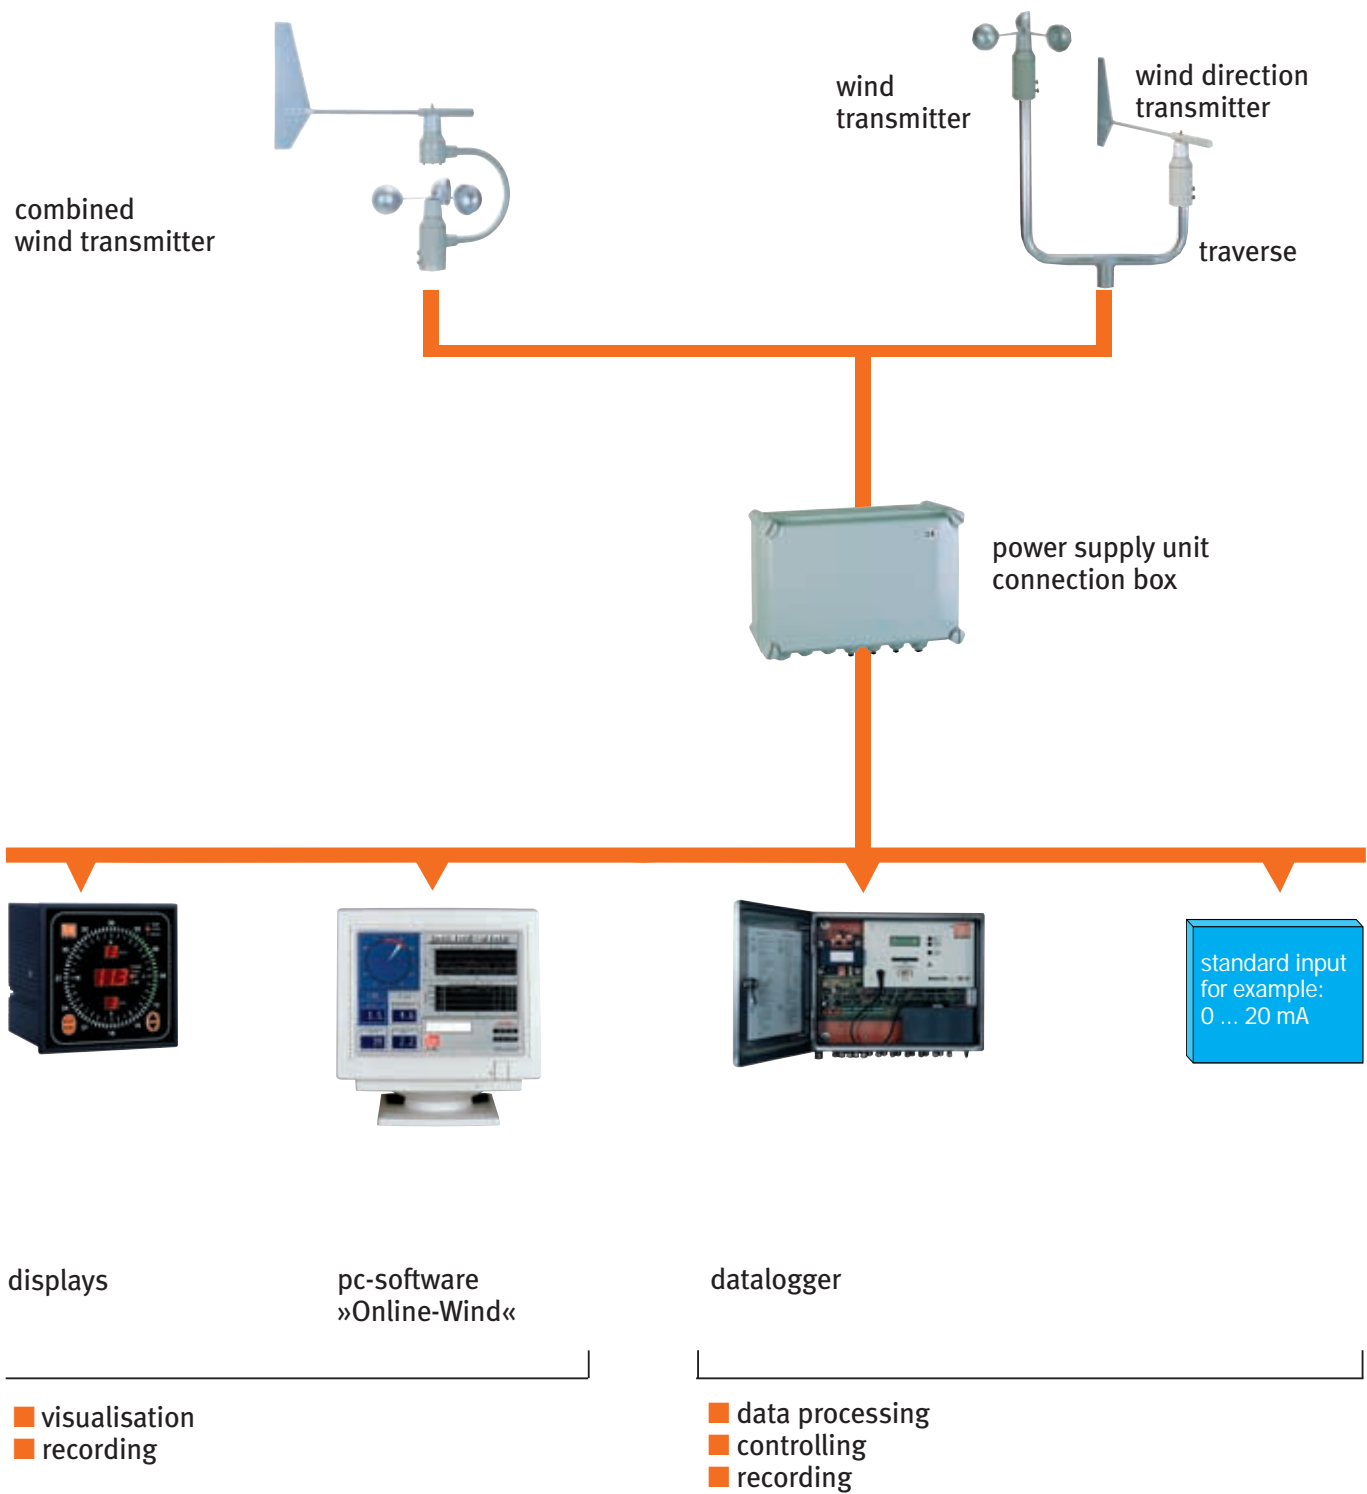 wind
transmitter
wind direction
transmitter
combined
wind transmitter
traverse
power supply unit
connection box
standard input
for example:
0 ... 20 mA
displays
pc-software
»Online-Wind«
datalogger
visualisation
recording
data processing
controlling
recording